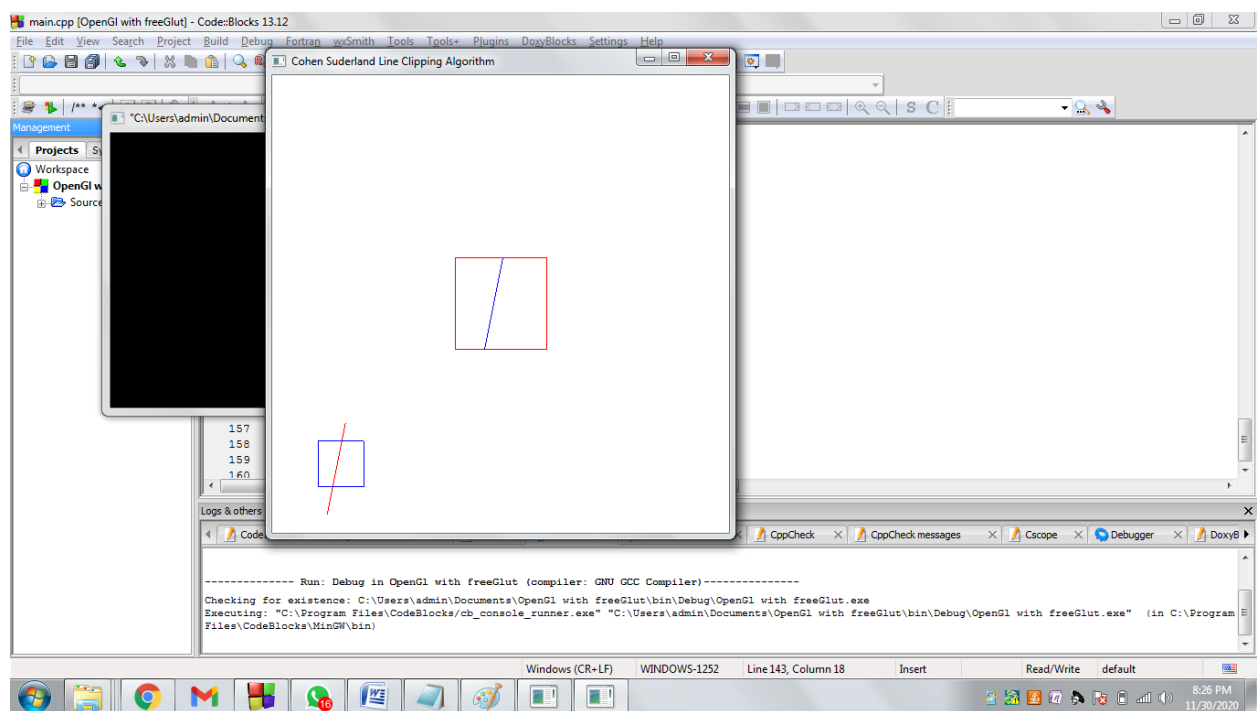 main.cpp [OpenGl with freeGlut] - Code::Blocks 13.12
File Edit View Search Project Build Debug Fortran wxSmith Tools Tools+ Plugins DoxyBlocks Settings Help
Cohen Suderland Line Clipping Algorithm
/** *
S C
"C:\Users\admin\Document
Management
Projects Sy
Workspace
OpenGl w
Source
157
158
159
160
Logs & others
Code
CppCheck CppCheck messages Cscope Debugger DoxyB
-------------- Run: Debug in OpenGl with freeGlut (compiler: GNU GCC Compiler)---------------
Checking for existence: C:\Users\admin\Documents\OpenGl with freeGlut\bin\Debug\OpenGl with freeGlut.exe
Executing: "C:\Program Files\CodeBlocks/cb_console_runner.exe" "C:\Users\admin\Documents\OpenGl with freeGlut\bin\Debug\OpenGl with freeGlut.exe" (in C:\Program
Files\CodeBlocks\MinGW\bin)
Windows (CR+LF) WINDOWS-1252 Line 143, Column 18 Insert Read/Write default
16
8:26 PM
11/30/2020